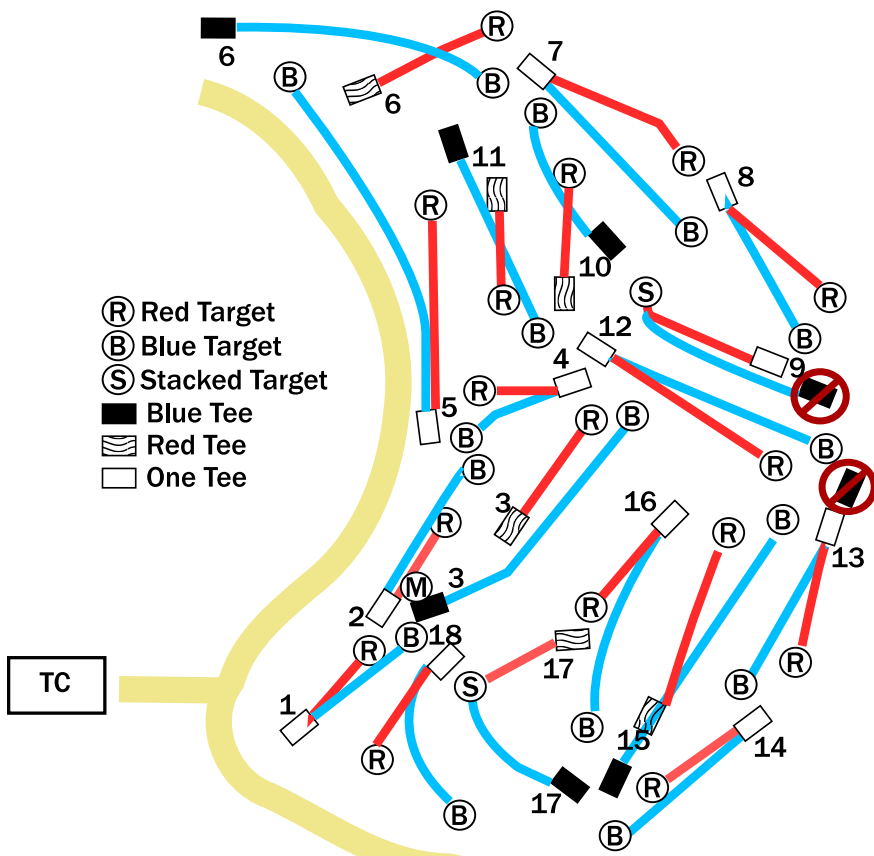 R
6
B
7
B
R
6
B
11
R
R
8
R
B
10
S
R
R
12
B
B
R Red Target
B Blue Target
S Stacked Target
Blue Tee
Red Tee
One Tee
4
9
R
5
B
R
B
B
B
R
3
R
16
B
R
R
B
13
M
3
2
B
18
R
17
R
R
TC
S
B
1
B
15
14
R
R
17
B
B